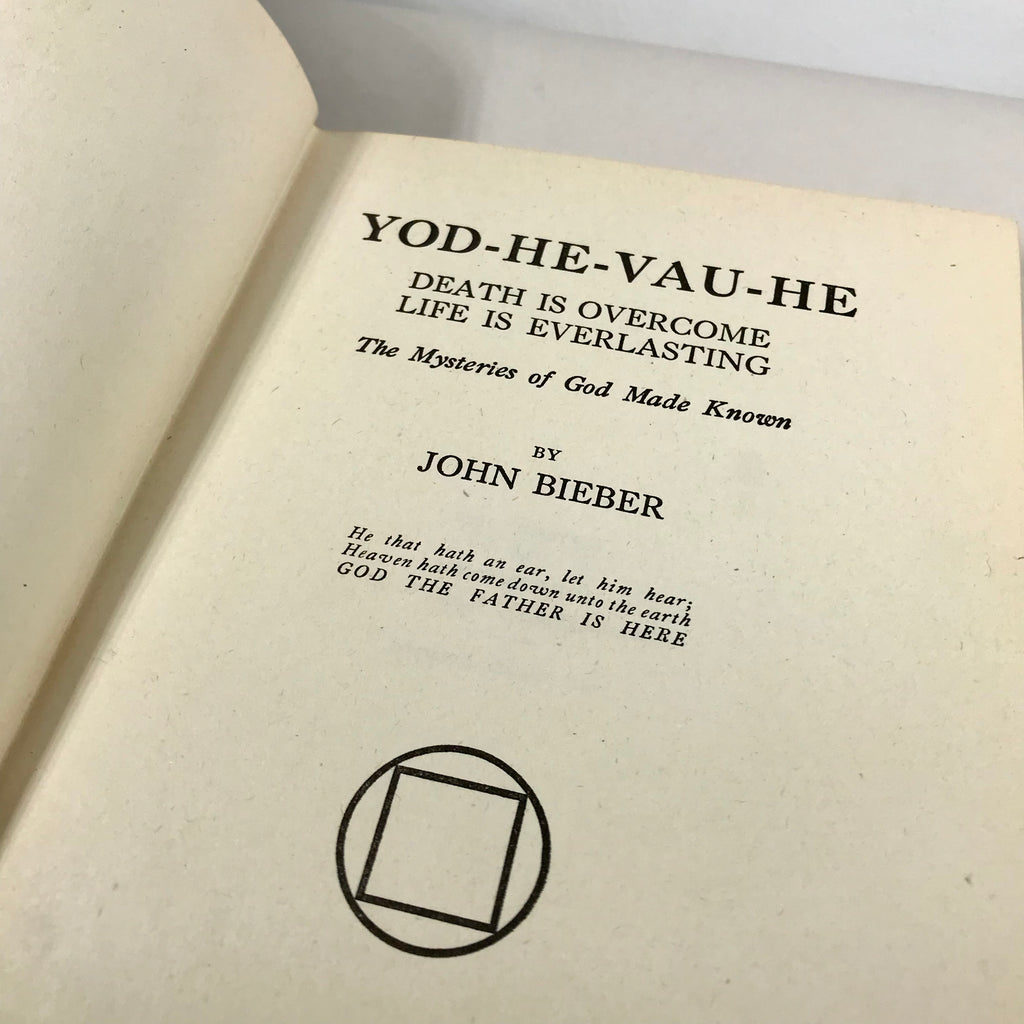 YOD-HE-VAU-HE
DEATH IS OVERCOME
LIFE IS EVERLASTING
The Mysteries of God Made Known
BY
JOHN BIEBER
He that hath an ear, let him hear;
Heaven hath come down unto the earth
GOD THE FATHER IS HERE